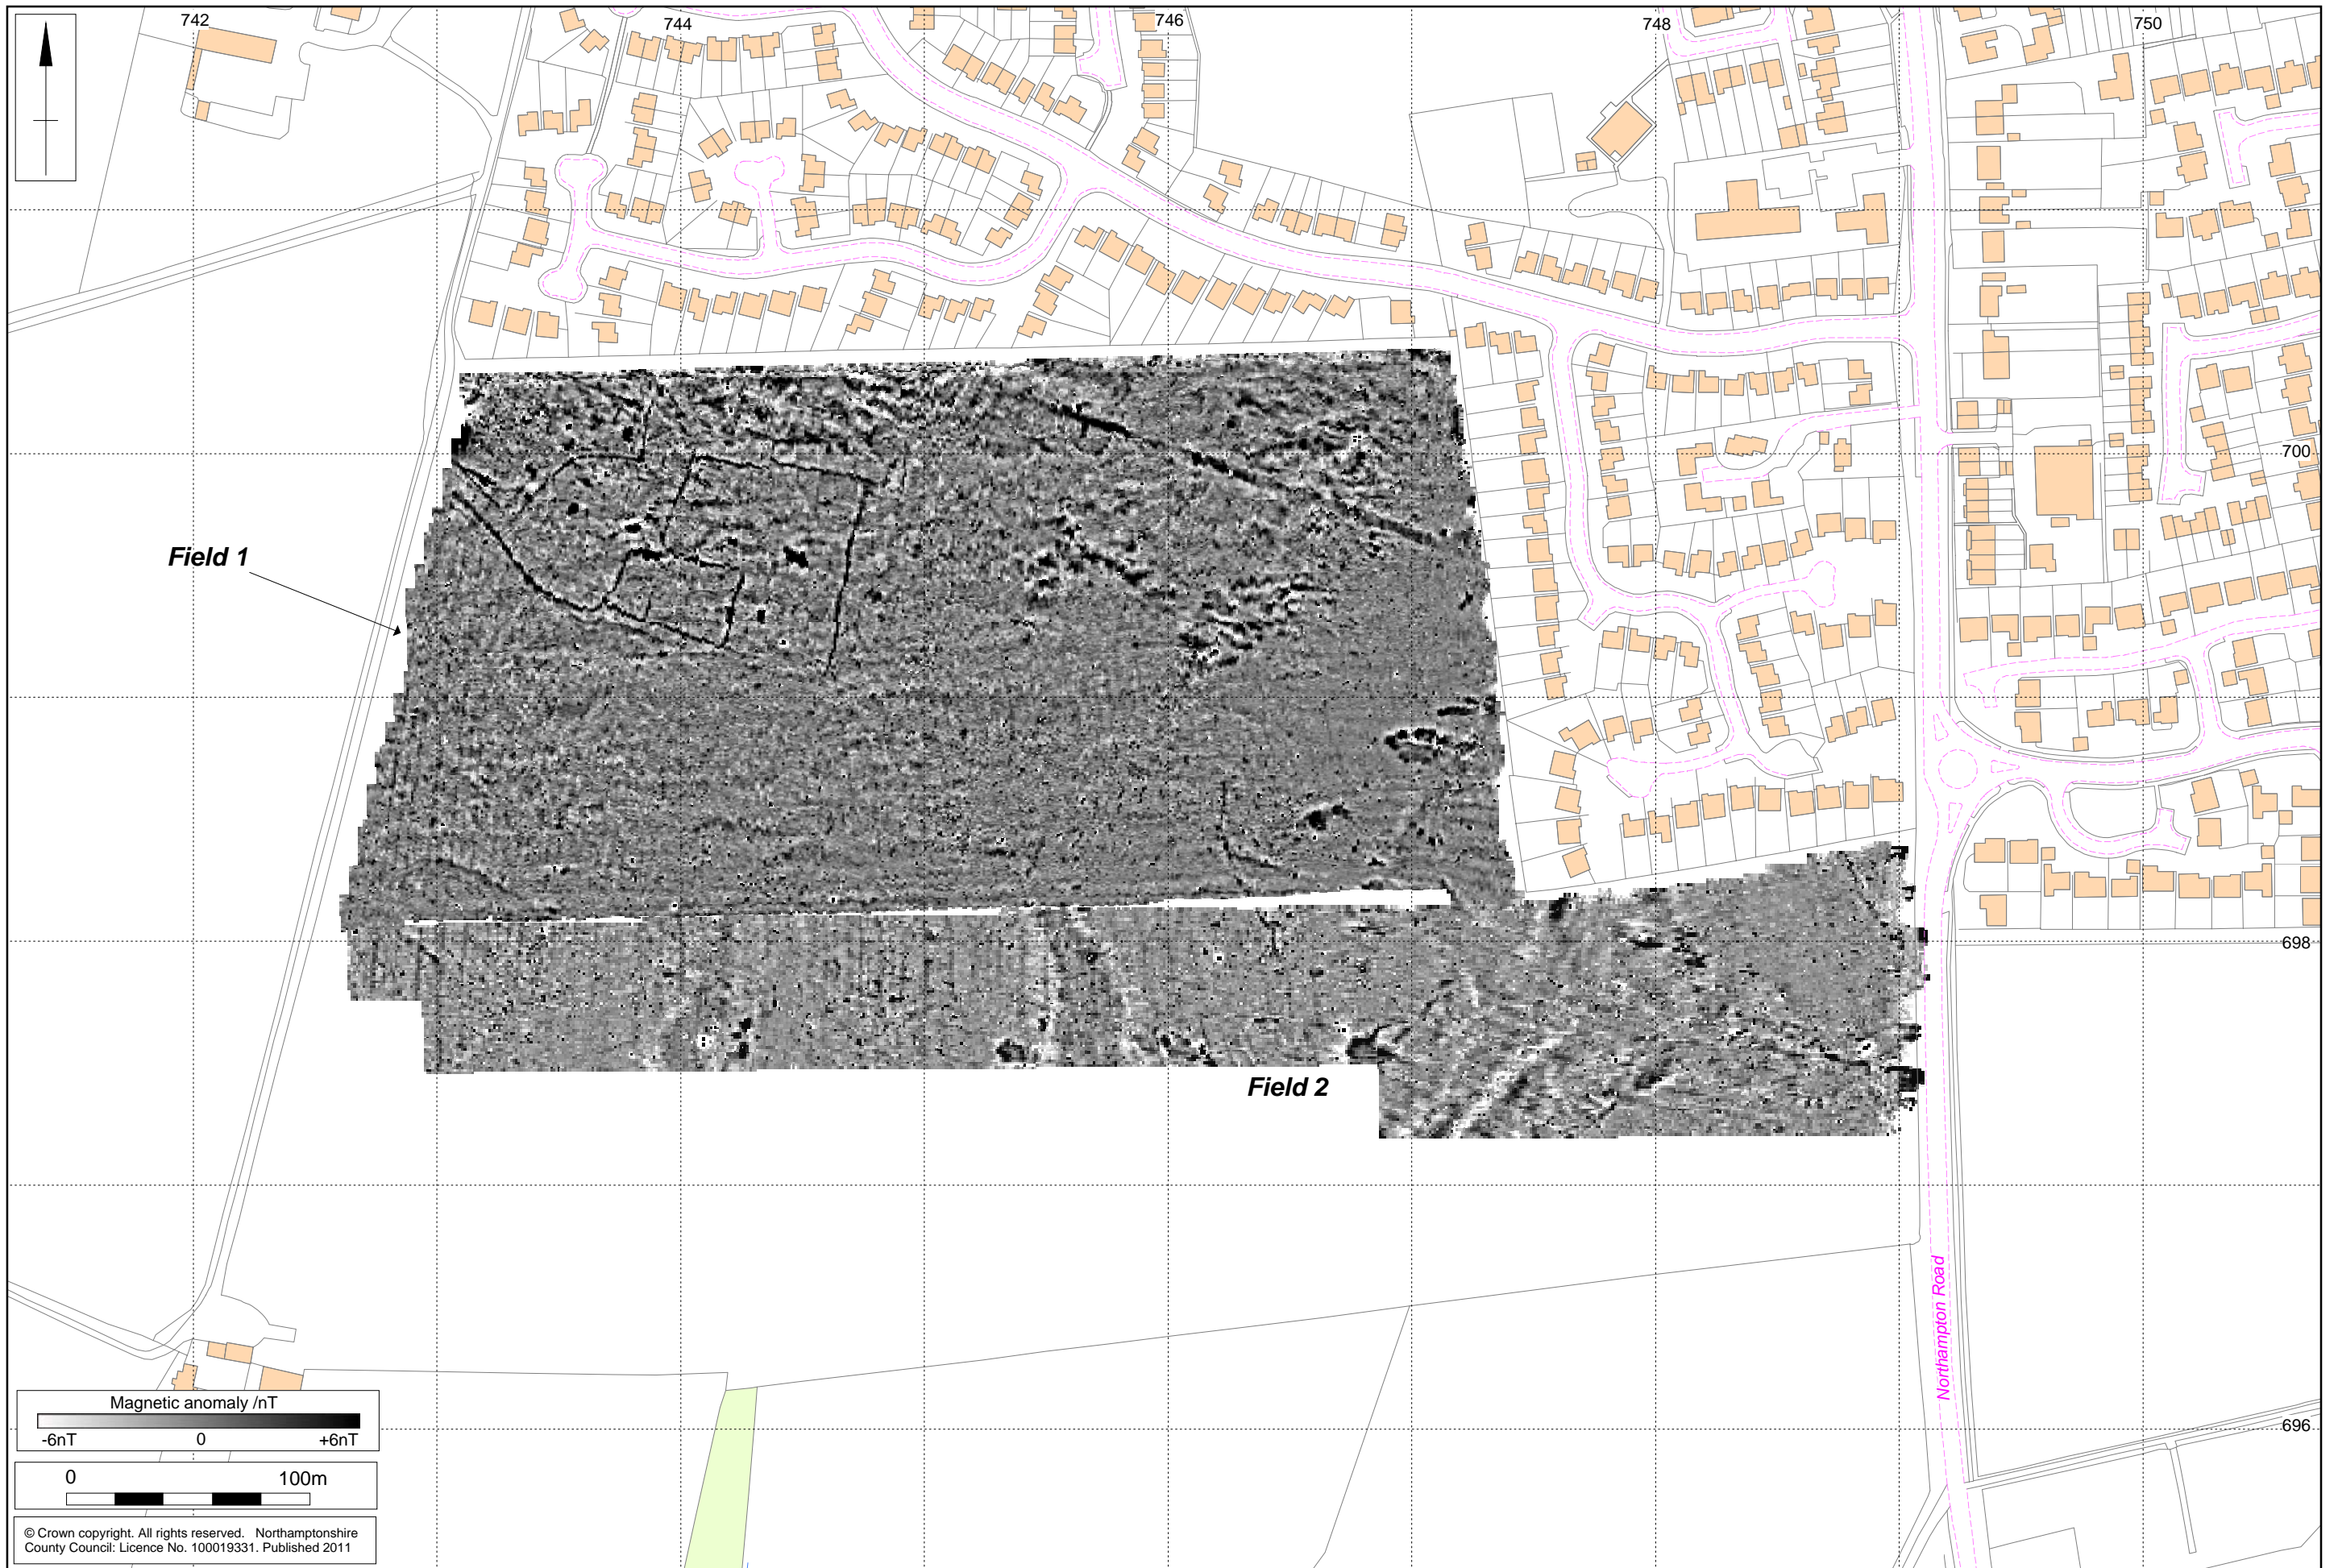 742
744
746
748
750
700
Field 1
698
Field 2
Northampton Road
Magnetic anomaly /nT
-6nT 0 +6nT
696
0 100m
© Crown copyright. All rights reserved. Northamptonshire
County Council: Licence No. 100019331. Published 2011